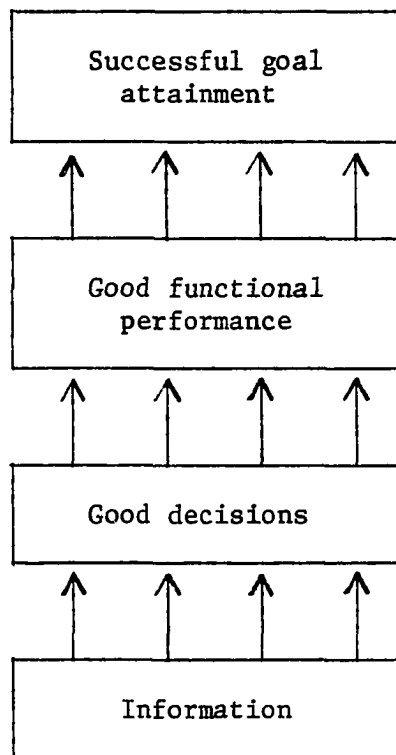 Successful goal
attainment
Good functional
performance
Good decisions
Information